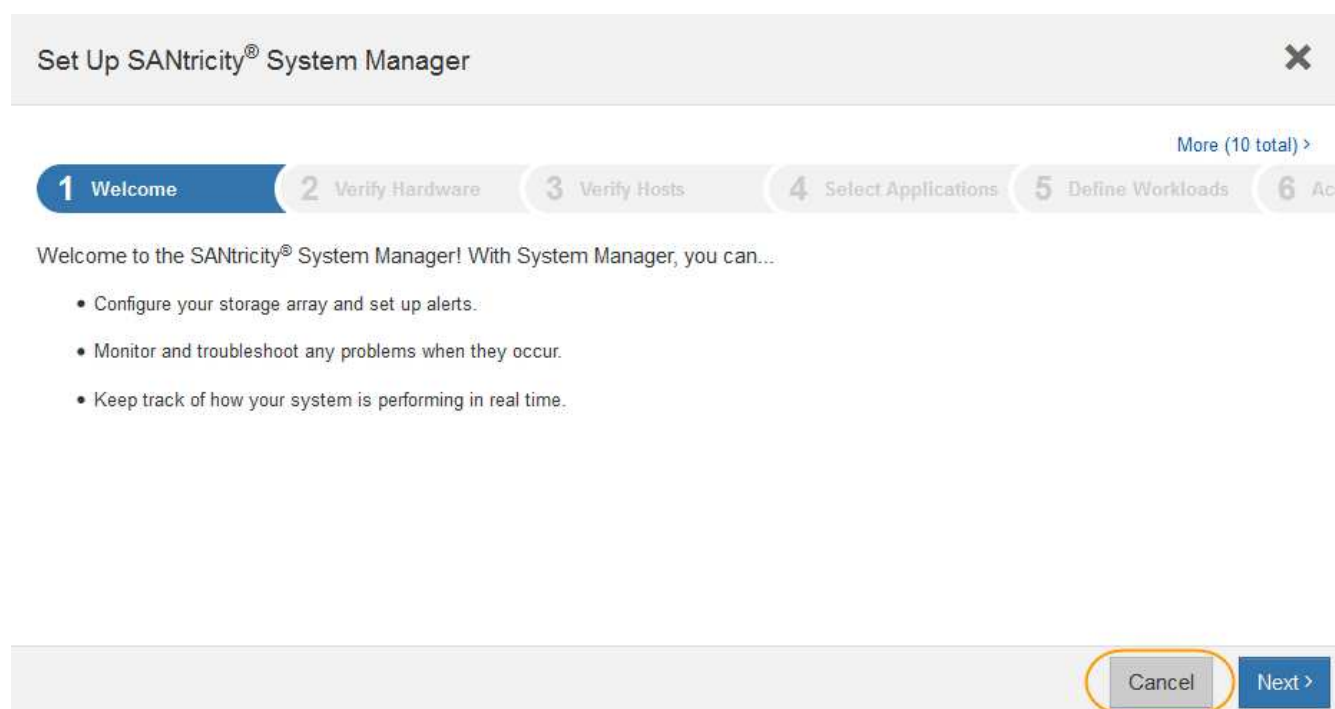 Set Up SANtricity® System Manager
More (10 total) >
1 Welcome 2 Verify Hardware 3 Verify Hosts 4 Select Applications 5 Define Workloads 6 Ac
Welcome to the SANtricity® System Manager! With System Manager, you can...
• Configure your storage array and set up alerts.
• Monitor and troubleshoot any problems when they occur.
• Keep track of how your system is performing in real time.
Cancel Next >